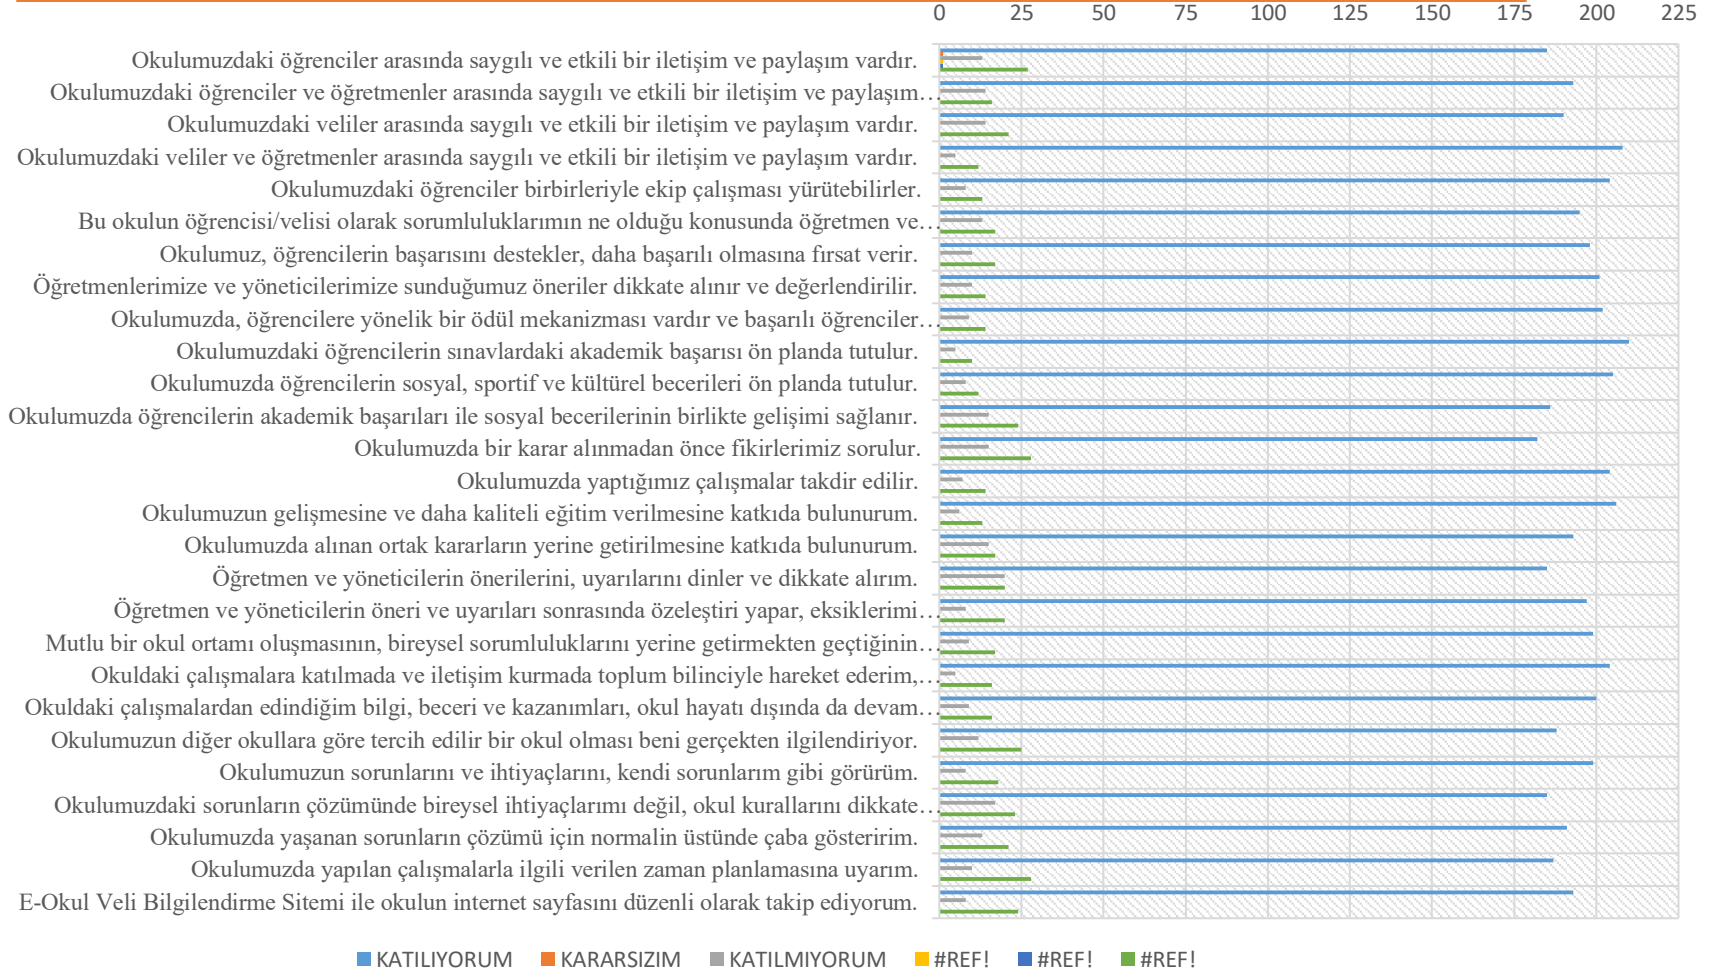 0 25 50 75 100 125 150 175 200 225
Okulumuzdaki öğrenciler arasında saygılı ve etkili bir iletişim ve paylaşım vardır.
Okulumuzdaki öğrenciler ve öğretmenler arasında saygılı ve etkili bir iletişim ve paylaşım…
Okulumuzdaki veliler arasında saygılı ve etkili bir iletişim ve paylaşım vardır.
Okulumuzdaki veliler ve öğretmenler arasında saygılı ve etkili bir iletişim ve paylaşım vardır.
Okulumuzdaki öğrenciler birbirleriyle ekip çalışması yürütebilirler.
Bu okulun öğrencisi/velisi olarak sorumluluklarımın ne olduğu konusunda öğretmen ve…
Okulumuz, öğrencilerin başarısını destekler, daha başarılı olmasına fırsat verir.
Öğretmenlerimize ve yöneticilerimize sunduğumuz öneriler dikkate alınır ve değerlendirilir.
Okulumuzda, öğrencilere yönelik bir ödül mekanizması vardır ve başarılı öğrenciler…
Okulumuzdaki öğrencilerin sınavlardaki akademik başarısı ön planda tutulur.
Okulumuzda öğrencilerin sosyal, sportif ve kültürel becerileri ön planda tutulur.
Okulumuzda öğrencilerin akademik başarıları ile sosyal becerilerinin birlikte gelişimi sağlanır.
Okulumuzda bir karar alınmadan önce fikirlerimiz sorulur.
Okulumuzda yaptığımız çalışmalar takdir edilir.
Okulumuzun gelişmesine ve daha kaliteli eğitim verilmesine katkıda bulunurum.
Okulumuzda alınan ortak kararların yerine getirilmesine katkıda bulunurum.
Öğretmen ve yöneticilerin önerilerini, uyarılarını dinler ve dikkate alırım.
Öğretmen ve yöneticilerin öneri ve uyarıları sonrasında özeleştiri yapar, eksiklerimi…
Mutlu bir okul ortamı oluşmasının, bireysel sorumluluklarını yerine getirmekten geçtiğinin…
Okuldaki çalışmalara katılmada ve iletişim kurmada toplum bilinciyle hareket ederim,…
Okuldaki çalışmalardan edindiğim bilgi, beceri ve kazanımları, okul hayatı dışında da devam…
Okulumuzun diğer okullara göre tercih edilir bir okul olması beni gerçekten ilgilendiriyor.
Okulumuzun sorunlarını ve ihtiyaçlarını, kendi sorunlarım gibi görürüm.
Okulumuzdaki sorunların çözümünde bireysel ihtiyaçlarımı değil, okul kurallarını dikkate…
Okulumuzda yaşanan sorunların çözümü için normalin üstünde çaba gösteririm.
Okulumuzda yapılan çalışmalarla ilgili verilen zaman planlamasına uyarım.
E-Okul Veli Bilgilendirme Sitemi ile okulun internet sayfasını düzenli olarak takip ediyorum.
KATILIYORUM KARARSIZIM KATILMIYORUM #REF! #REF! #REF!